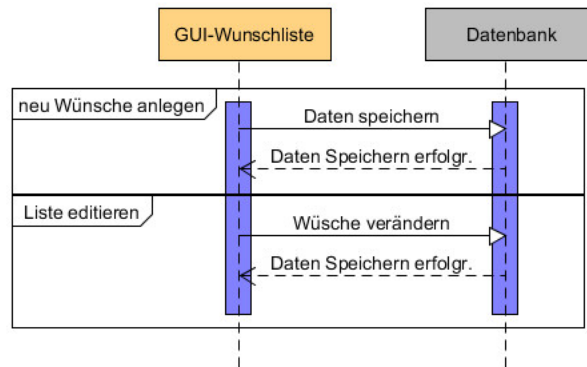 GUI-Wunschliste
Datenbank
neu Wünsche anlegen
Daten speichern
Daten Speichern erfolgr.
Liste editieren
Wüsche verändern
Daten Speichern erfolgr.